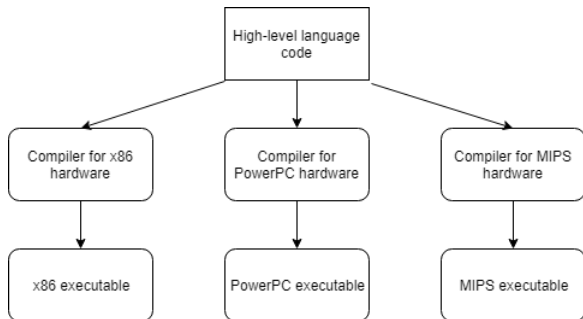 High-level language
code
Compiler for x86
hardware
Compiler for
PowerPC hardware
Compiler for MIPS
hardware
x86 executable
PowerPC executable
MIPS executable